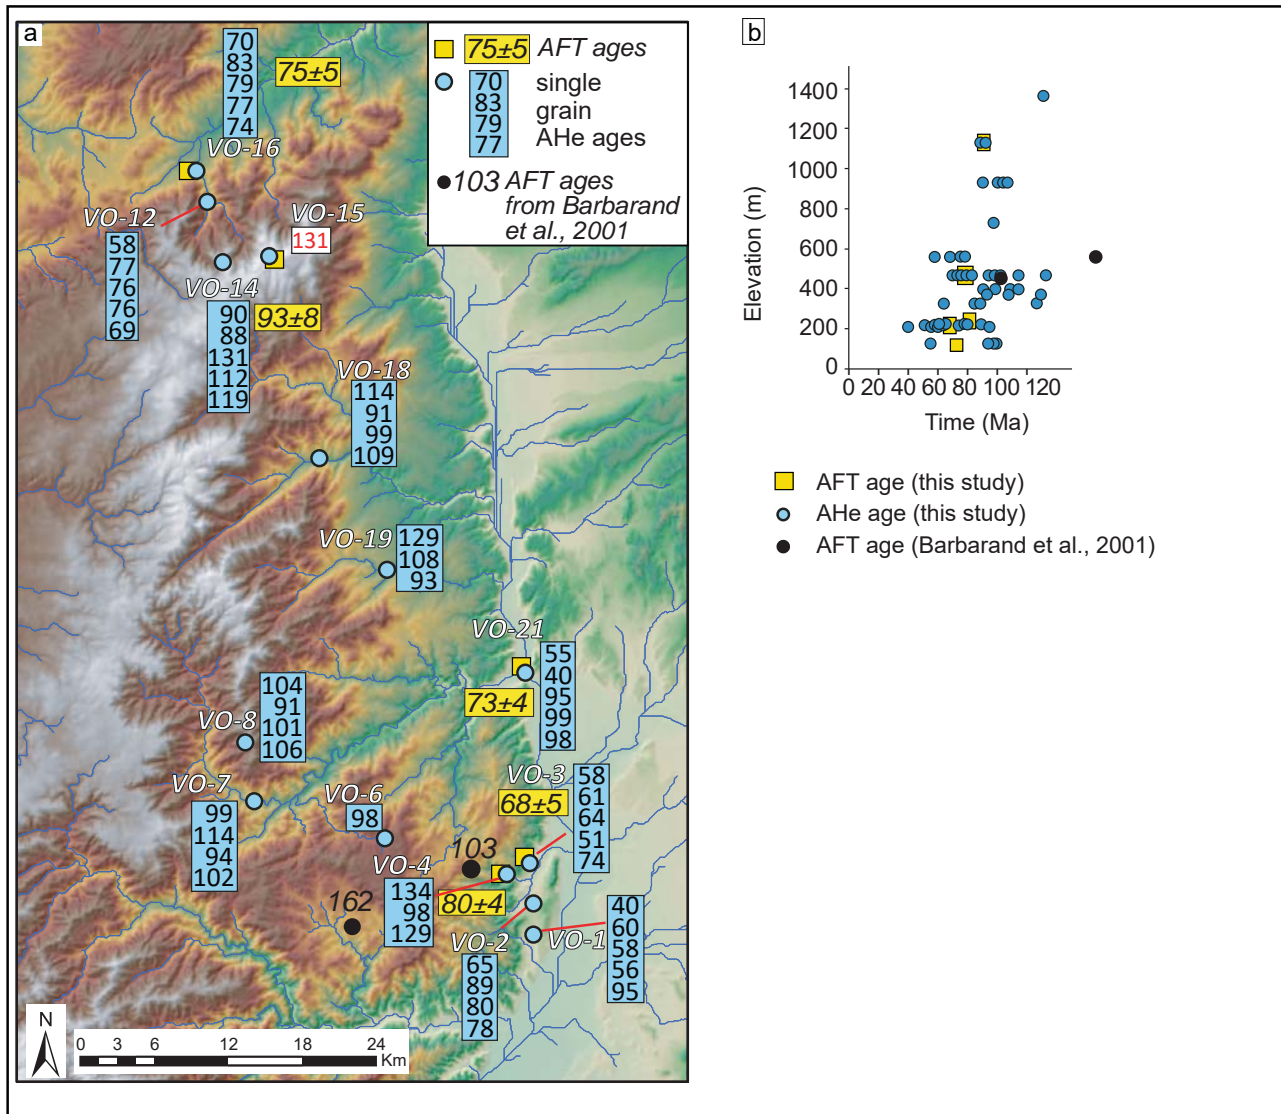 a
70
83
79
77
74
75±5
VO-16
75±5 AFT ages
70
83
79
77
single
grain
AHe ages
103 AFT ages
from Barbarand
et al., 2001
VO-12
58
77
76
76
69
VO-15
131
VO-14
90
88
131
112
119
93±8
VO-18
114
91
99
109
VO-19
129
108
93
VO-21
55
40
95
99
98
73±4
104
91
101
106
VO-8
VO-7
99
114
94
102
VO-6
98
VO-3
58
61
64
51
74
68±5
103
VO-4
134
98
129
80±4
162
VO-2
65
89
80
78
VO-1
40
60
58
56
95
N
0 3 6 12 18 24
Km
b
1400
1200
1000
800
600
400
200
0
Elevation (m)
0 20 40 60 80 100 120
Time (Ma)
AFT age (this study)
AHe age (this study)
AFT age (Barbarand et al., 2001)